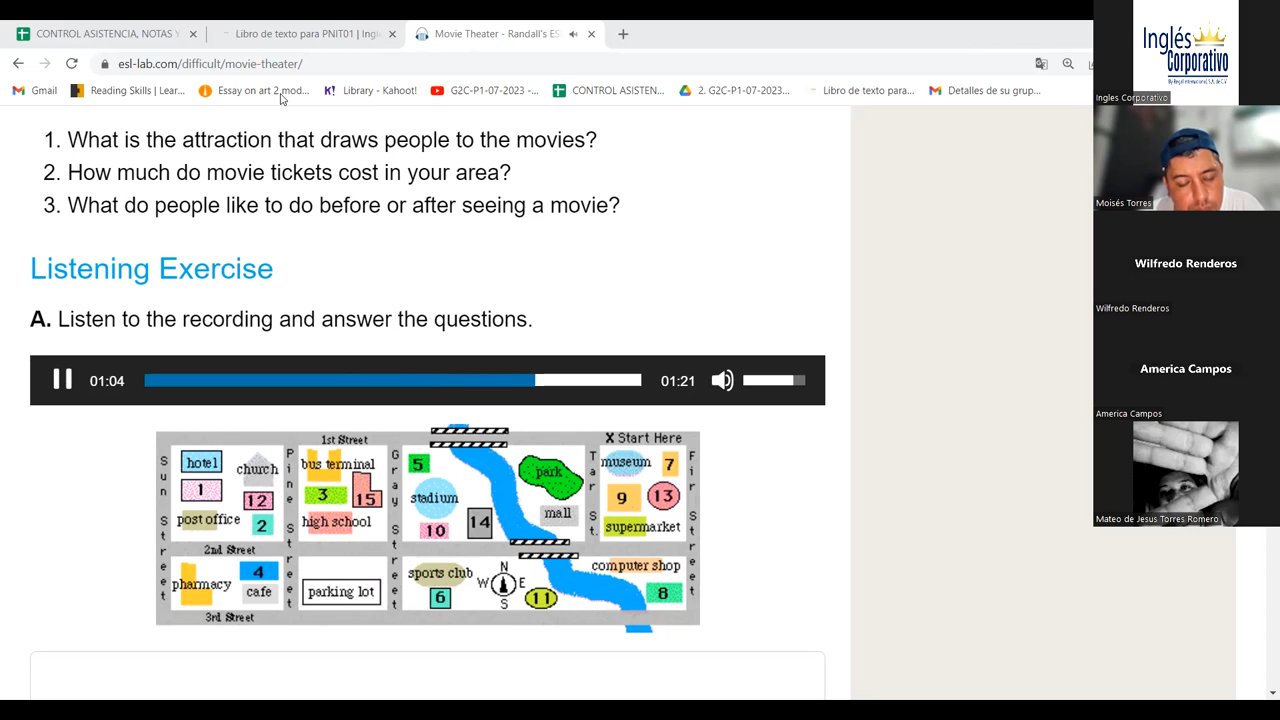 CONTROL ASISTENCIA, NOTAS Y
Libro de texto para PNIT01 | Ingl
Movie Theater - Randall's ES
esl-lab.com/difficult/movie-theater/
Gmail
Reading Skills | Lear...
Essay on art 2.mod...
Library - Kahoot!
G2C-P1-07-2023 -...
CONTROL ASISTEN...
2. G2C-P1-07-2023...
Libro de texto para...
Detalles de su grup...
1. What is the attraction that draws people to the movies?
2. How much do movie tickets cost in your area?
3. What do people like to do before or after seeing a movie?
Listening Exercise
A. Listen to the recording and answer the questions.
01:04
01:21
1st Street
X Start Here
Sun Street
hotel
church
1
12
post office
2
Pine Street
bus terminal
3
15
high school
Gray Street
5
stadium
10
14
park
mall
Tar St.
museum
7
9
13
supermarket
Fir Street
2nd Street
pharmacy
4
cafe
parking lot
sports club
6
N
W
E
S
11
computer shop
8
3rd Street
Inglés
Corporativo
Ingles Corporativo
Moisés Torres
Wilfredo Renderos
Wilfredo Renderos
America Campos
America Campos
Mateo de Jesus Torres Romero